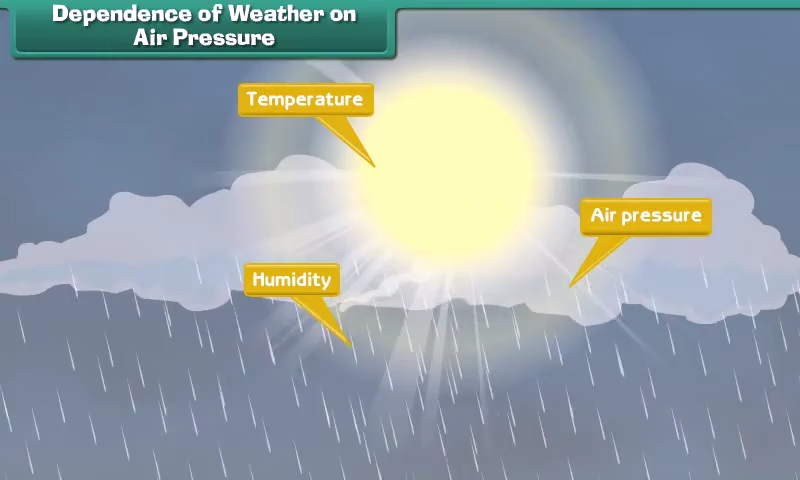 Dependence of Weather on
Air Pressure
Temperature
Air pressure
Humidity